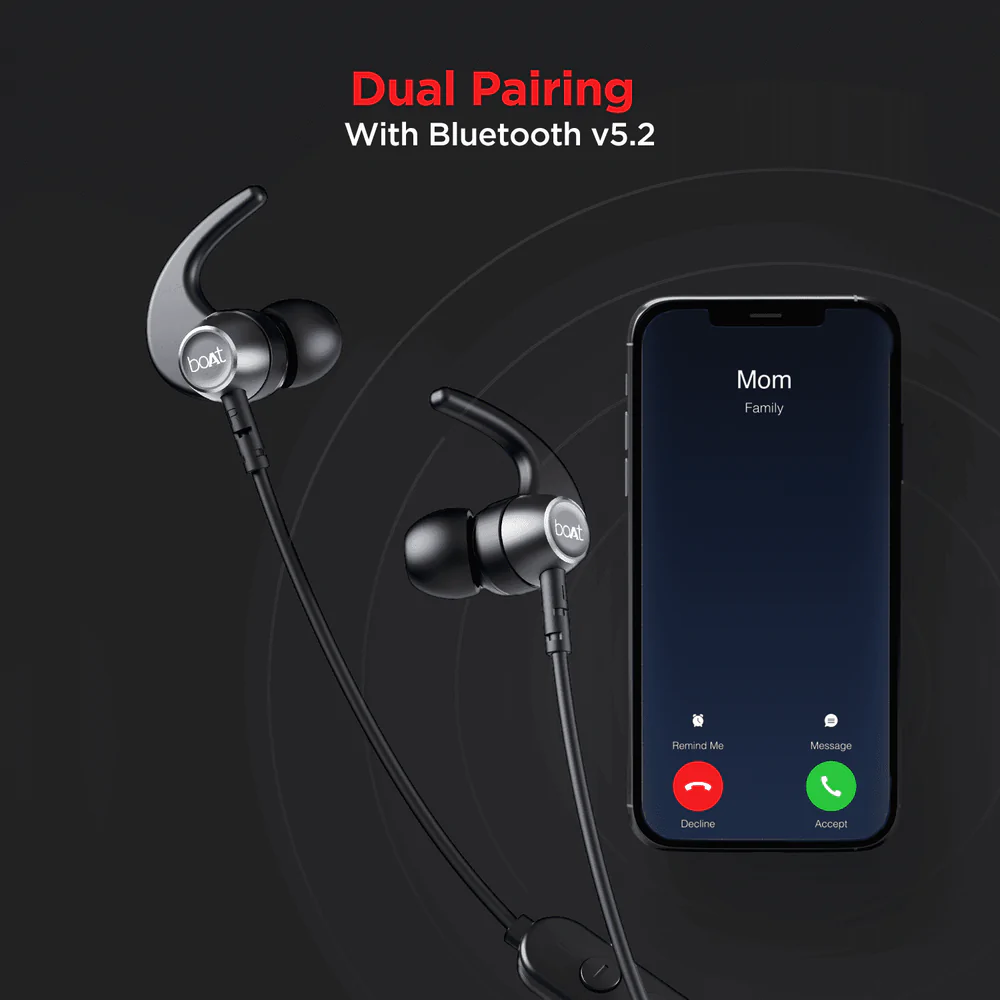 Dual Pairing
With Bluetooth v5.2
boAt
boAt
Mom
Family
Remind Me
Message
Decline
Accept